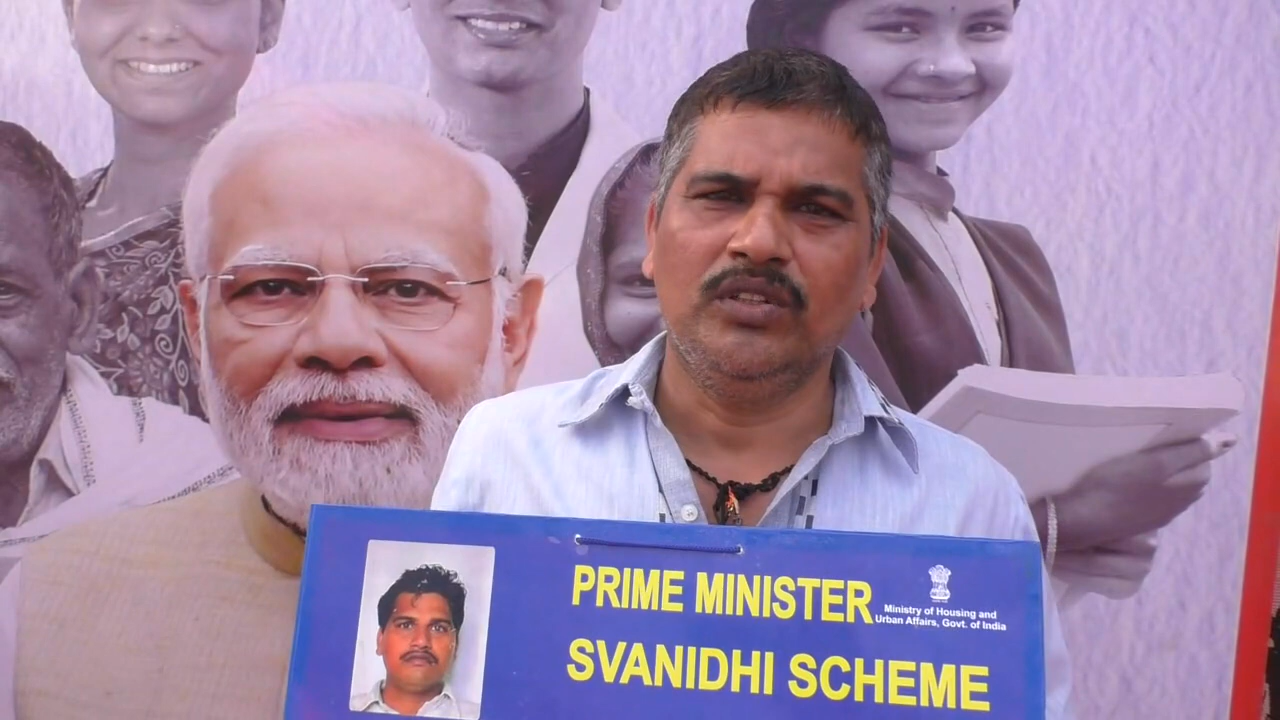 PRIME MINISTER
Ministry of Housing and
Urban Affairs, Govt. of India
SVANIDHI SCHEME